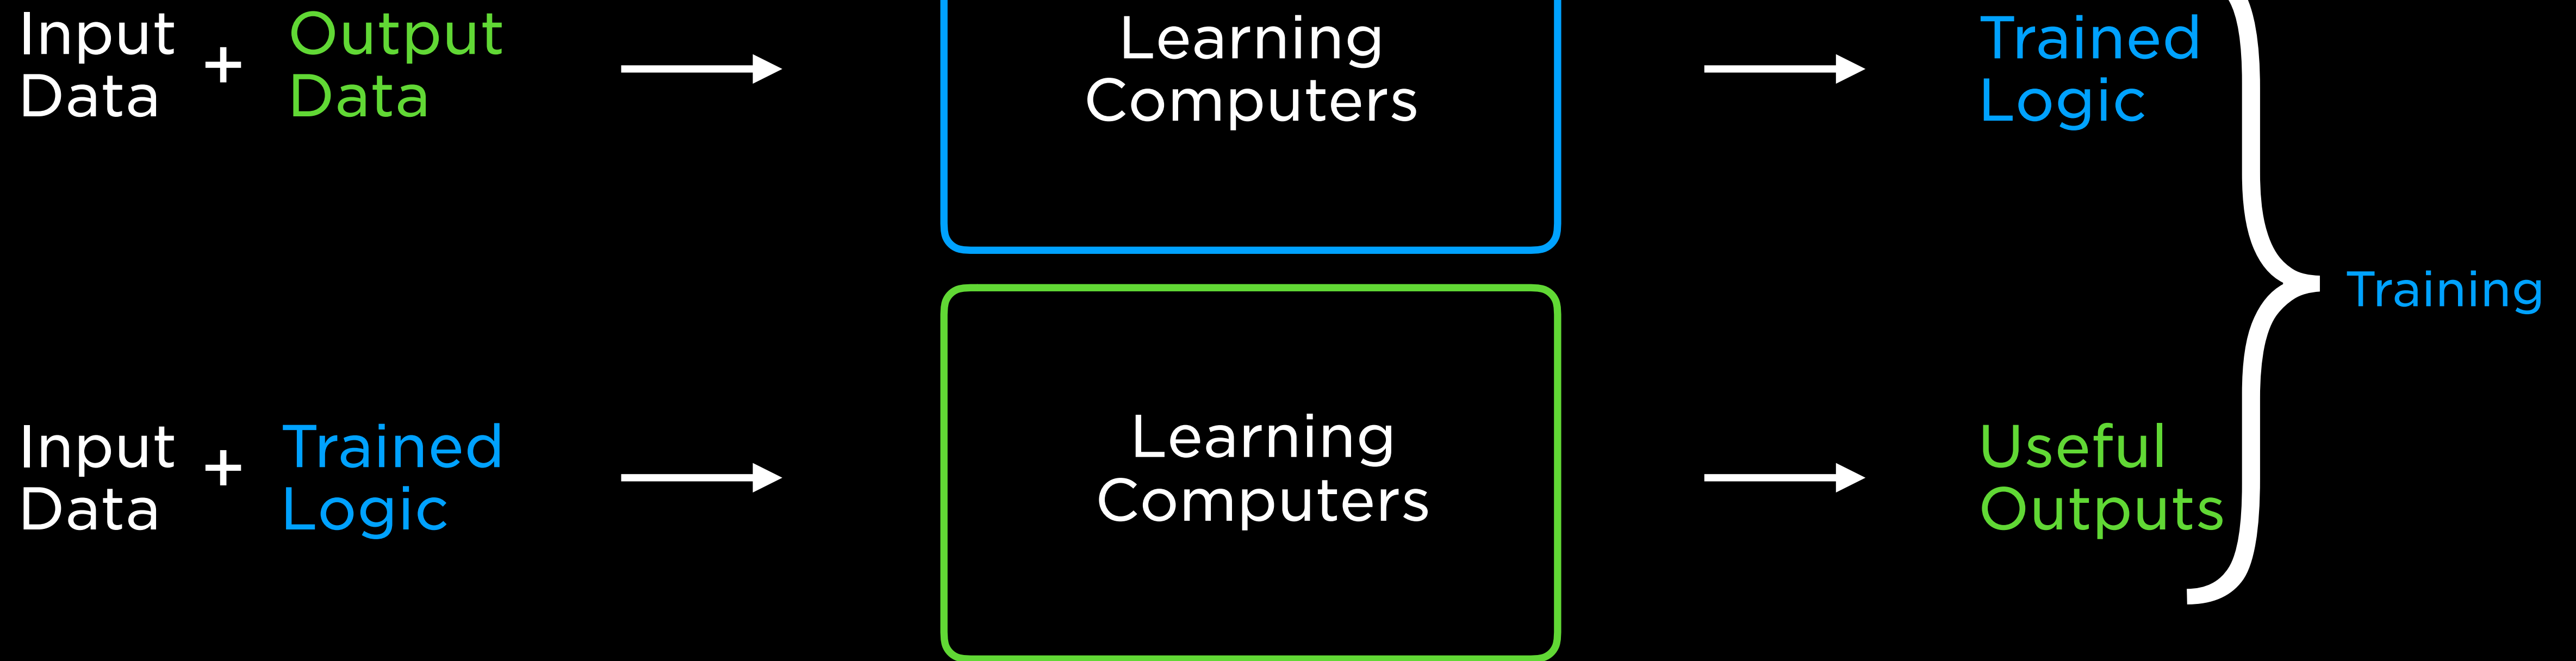 Input
Data
+
Output
Data
Learning
Computers
Trained
Logic
Training
Input
Data
+
Trained
Logic
Learning
Computers
Useful
Outputs